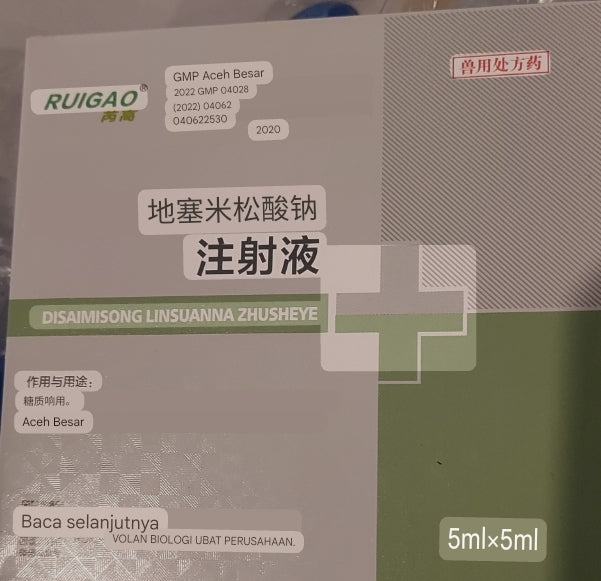 兽用处方药
RUIGAO®
芮高
GMP Aceh Besar
2022 GMP 04028
(2022) 04062
040622530
2020
地塞米松酸钠
注射液
DISAIMISONG LINSUANNA ZHUSHEYE
作用与用途：
糖质响用。
Aceh Besar
Baca selanjutnya
VOLAN BIOLOGI UBAT PERUSAHAAN.
5ml×5ml